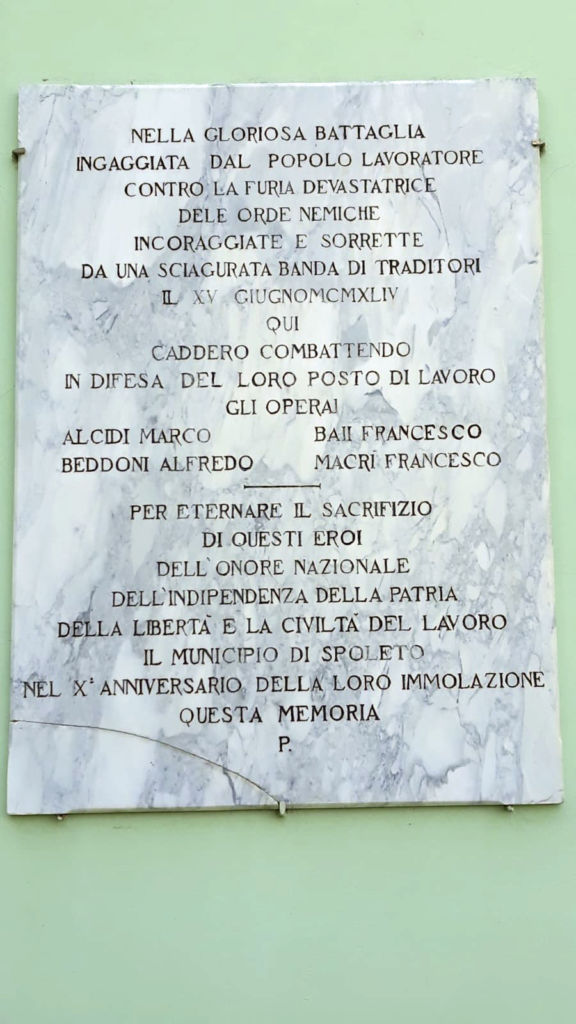 NELLA GLORIOSA BATTAGLIA
INGAGGIATA DAL POPOLO LAVORATORE
CONTRO LA FURIA DEVASTATRICE
DELE ORDE NEMICHE
INCORAGGIATE E SORRETTE
DA UNA SCIAGURATA BANDA DI TRADITORI
IL XV GIUGNOMCMXLIV
QUI
CADDERO COMBATTENDO
IN DIFESA DEL LORO POSTO DI LAVORO
GLI OPERAI
ALCIDI MARCO BAII FRANCESCO
BEDDONI ALFREDO MACRÌ FRANCESCO
PER ETERNARE IL SACRIFIZIO
DI QUESTI EROI
DELL'ONORE NAZIONALE
DELL'INDIPENDENZA DELLA PATRIA
DELLA LIBERTÀ E LA CIVILTÀ DEL LAVORO
IL MUNICIPIO DI SPOLETO
NEL Xº ANNIVERSARIO DELLA LORO IMMOLAZIONE
QUESTA MEMORIA
P.